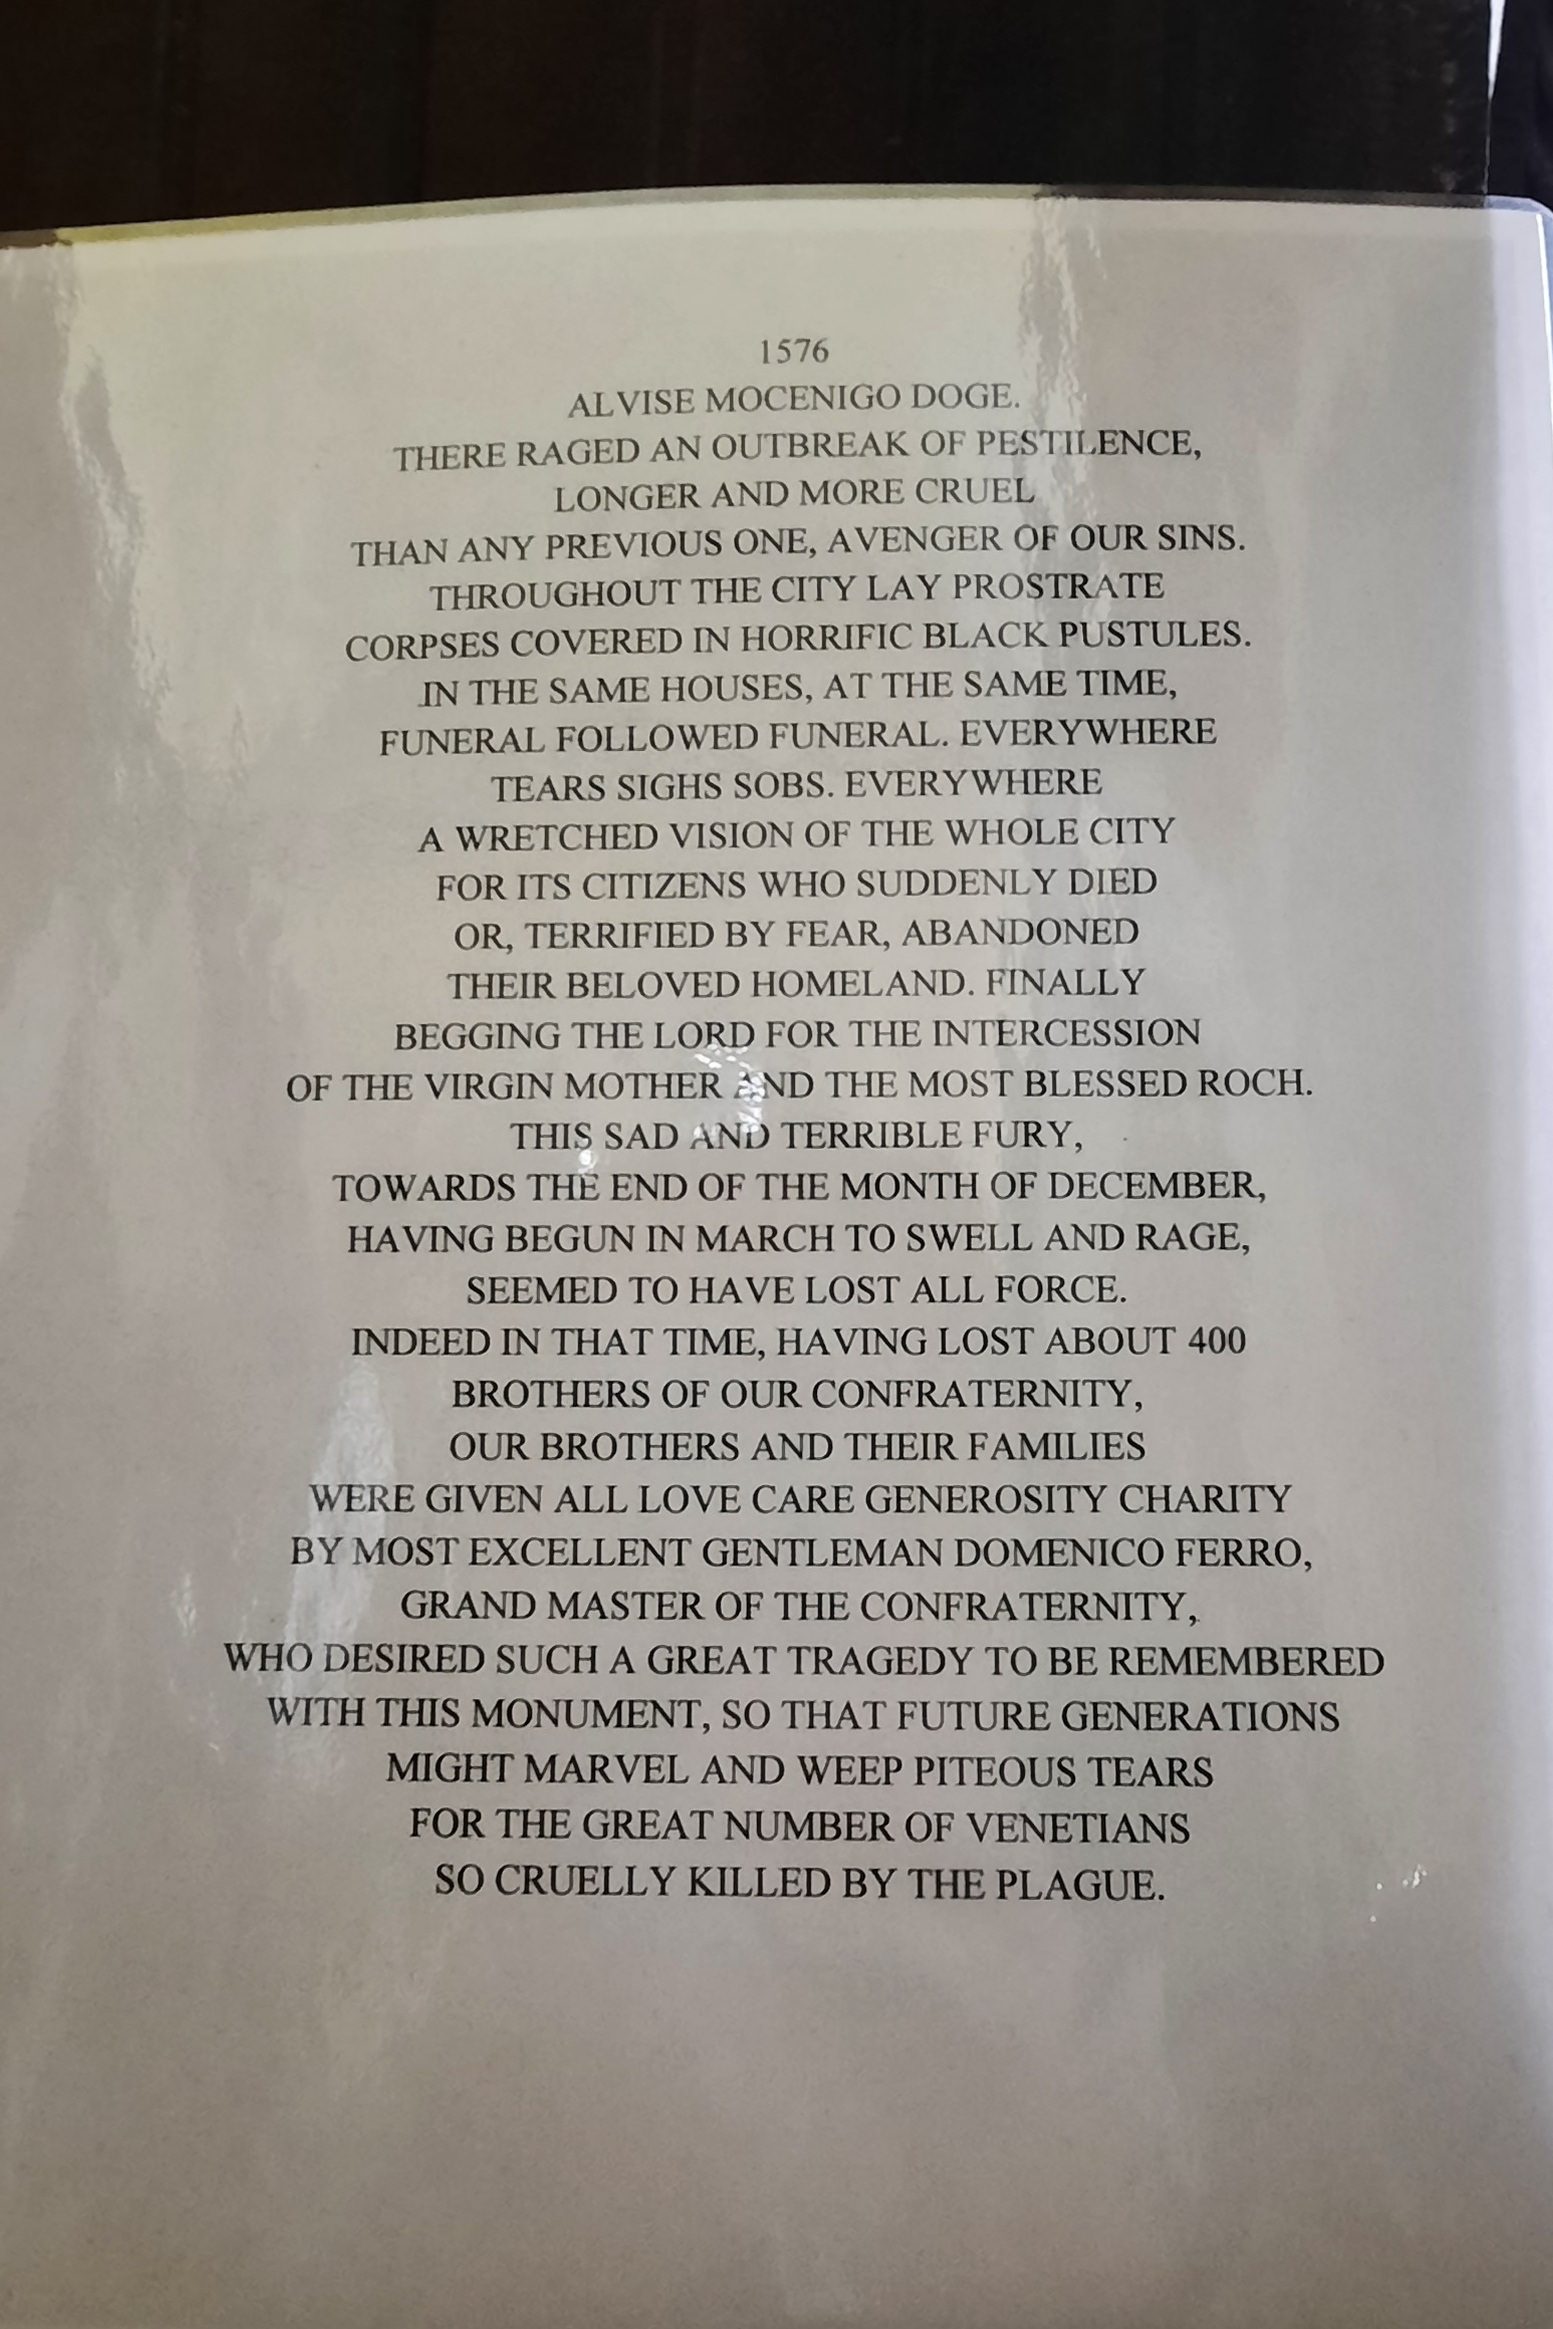 1576
ALVISE MOCENIGO DOGE.
THERE RAGED AN OUTBREAK OF PESTILENCE,
LONGER AND MORE CRUEL
THAN ANY PREVIOUS ONE, AVENGER OF OUR SINS.
THROUGHOUT THE CITY LAY PROSTRATE
CORPSES COVERED IN HORRIFIC BLACK PUSTULES.
IN THE SAME HOUSES, AT THE SAME TIME,
FUNERAL FOLLOWED FUNERAL. EVERYWHERE
TEARS SIGHS SOBS. EVERYWHERE
A WRETCHED VISION OF THE WHOLE CITY
FOR ITS CITIZENS WHO SUDDENLY DIED
OR, TERRIFIED BY FEAR, ABANDONED
THEIR BELOVED HOMELAND. FINALLY
BEGGING THE LORD FOR THE INTERCESSION
OF THE VIRGIN MOTHER AND THE MOST BLESSED ROCH.
THIS SAD AND TERRIBLE FURY,
TOWARDS THE END OF THE MONTH OF DECEMBER,
HAVING BEGUN IN MARCH TO SWELL AND RAGE,
SEEMED TO HAVE LOST ALL FORCE.
INDEED IN THAT TIME, HAVING LOST ABOUT 400
BROTHERS OF OUR CONFRATERNITY,
OUR BROTHERS AND THEIR FAMILIES
WERE GIVEN ALL LOVE CARE GENEROSITY CHARITY
BY MOST EXCELLENT GENTLEMAN DOMENICO FERRO,
GRAND MASTER OF THE CONFRATERNITY,
WHO DESIRED SUCH A GREAT TRAGEDY TO BE REMEMBERED
WITH THIS MONUMENT, SO THAT FUTURE GENERATIONS
MIGHT MARVEL AND WEEP PITEOUS TEARS
FOR THE GREAT NUMBER OF VENETIANS
SO CRUELLY KILLED BY THE PLAGUE.